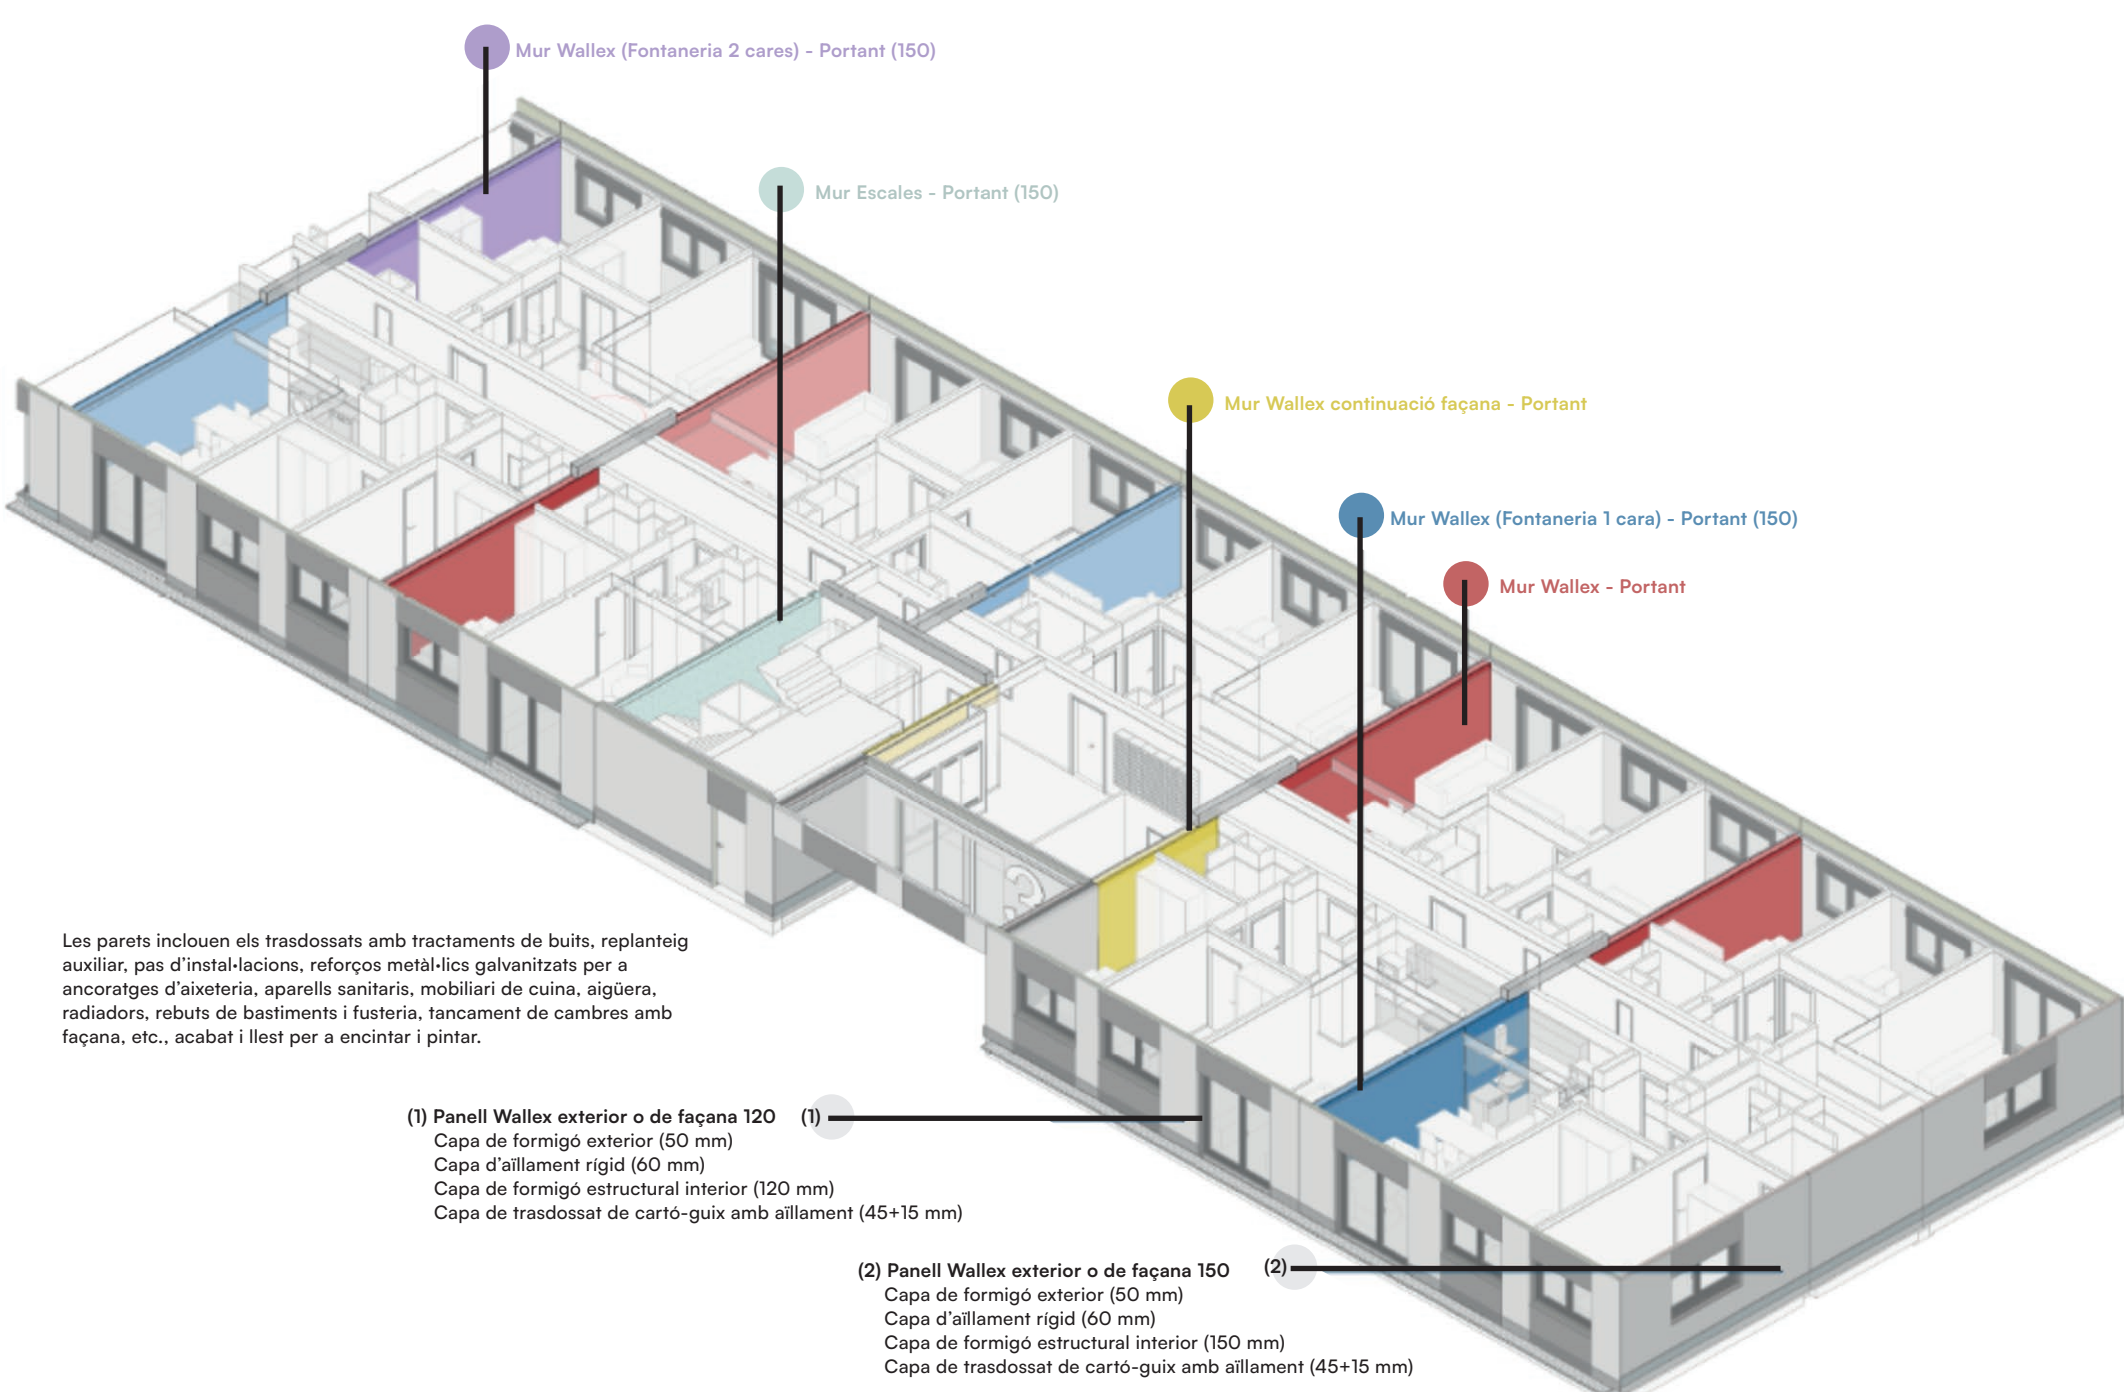 Mur Wallex (Fontaneria 2 cares) - Portant (150)
Mur Escales - Portant (150)
Mur Wallex continuació façana - Portant
Mur Wallex (Fontaneria 1 cara) - Portant (150)
Mur Wallex - Portant
3
Les parets inclouen els trasdossats amb tractaments de buits, replanteig
auxiliar, pas d'instal·lacions, reforços metàl·lics galvanitzats per a
ancoratges d'aixeteria, aparells sanitaris, mobiliari de cuina, aigüera,
radiadors, rebuts de bastiments i fusteria, tancament de cambres amb
façana, etc., acabat i llest per a encintar i pintar.
(1) Panell Wallex exterior o de façana 120 (1)
Capa de formigó exterior (50 mm)
Capa d'aïllament rígid (60 mm)
Capa de formigó estructural interior (120 mm)
Capa de trasdossat de cartó-guix amb aïllament (45+15 mm)
(2) Panell Wallex exterior o de façana 150 (2)
Capa de formigó exterior (50 mm)
Capa d'aïllament rígid (60 mm)
Capa de formigó estructural interior (150 mm)
Capa de trasdossat de cartó-guix amb aïllament (45+15 mm)